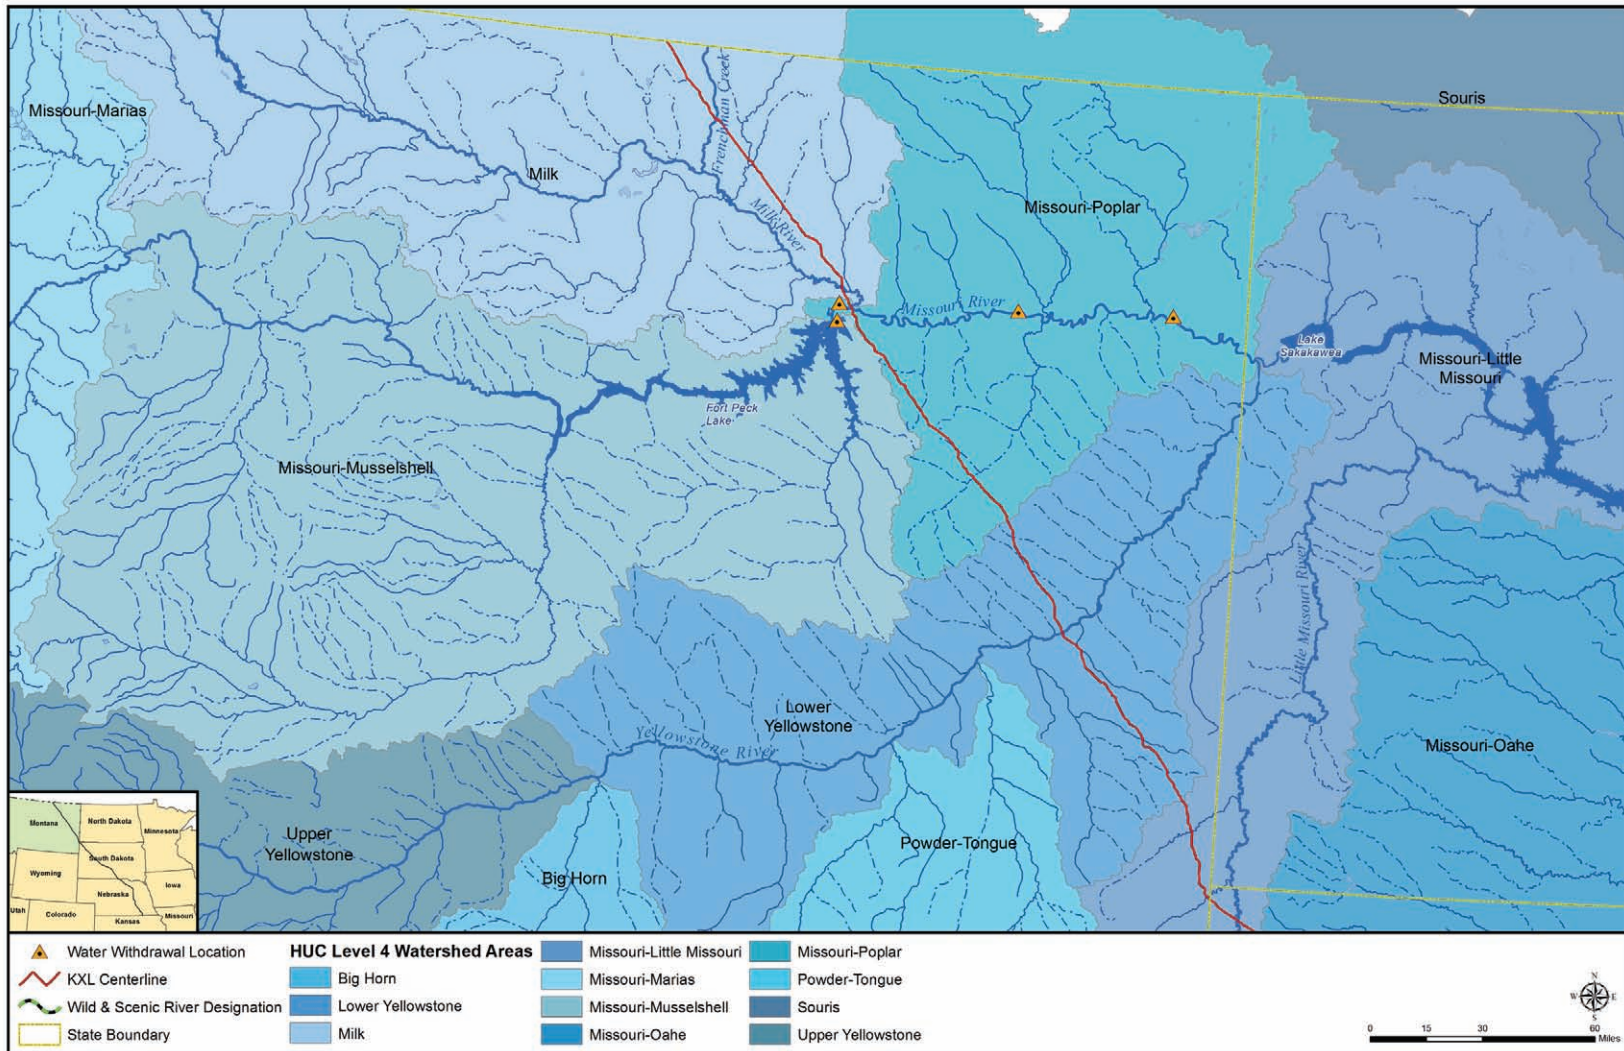 Missouri-Marias
Souris
Frenchman Creek
Milk
Missouri-Poplar
Milk River
Missouri River
Lake
Sakakawea
Missouri-Little
Missouri
Fort Peck
Lake
Missouri-Musselshell
Little Missouri River
Lower
Yellowstone
Yellowstone River
Missouri-Oahe
Upper
Yellowstone
Powder-Tongue
Big Horn
Montana
North Dakota
Minnesota
South Dakota
Wyoming
Nebraska
Iowa
Utah
Colorado
Kansas
Missouri
Water Withdrawal Location
KXL Centerline
Wild & Scenic River Designation
State Boundary
HUC Level 4 Watershed Areas
Big Horn
Lower Yellowstone
Milk
Missouri-Little Missouri
Missouri-Marias
Missouri-Musselshell
Missouri-Oahe
Missouri-Poplar
Powder-Tongue
Souris
Upper Yellowstone
N
W E
S
0 15 30 60
Miles